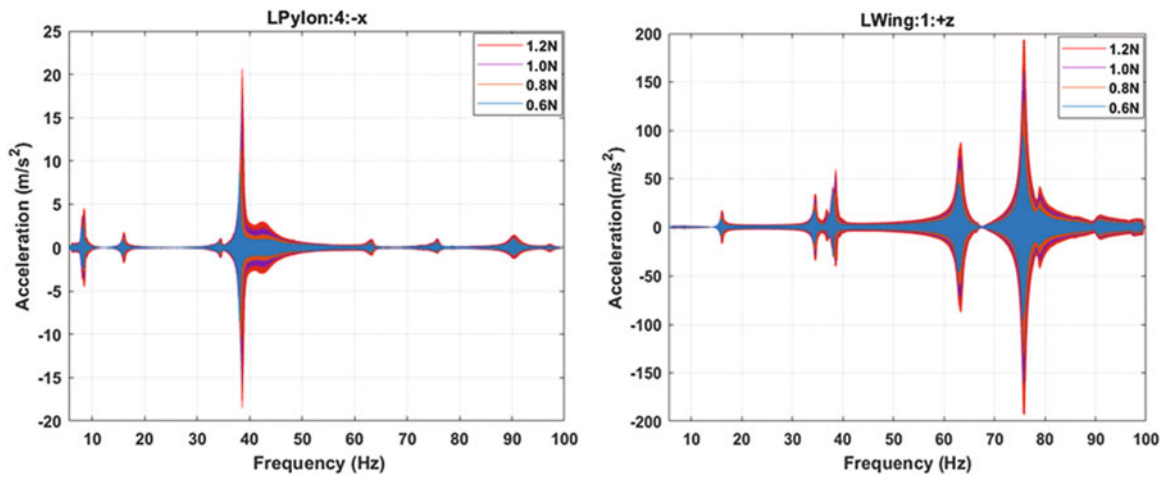 LPylon:4:-x
25
20
15
10
5
0
-5
-10
-15
-20
Acceleration (m/s²)
10 20 30 40 50 60 70 80 90 100
Frequency (Hz)
1.2N
1.0N
0.8N
0.6N
LWing:1:+z
200
150
100
50
0
-50
-100
-150
-200
Acceleration(m/s²)
10 20 30 40 50 60 70 80 90 100
Frequency (Hz)
1.2N
1.0N
0.8N
0.6N